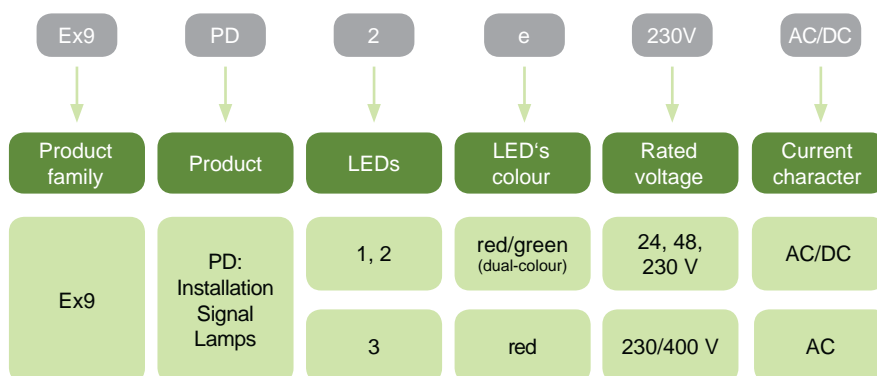 Ex9 PD 2 e 230V AC/DC
Product family
Product
LEDs
LED‘s colour
Rated voltage
Current character
Ex9
PD:
Installation
Signal
Lamps
1, 2
red/green
(dual-colour)
24, 48,
230 V
AC/DC
3
red
230/400 V
AC